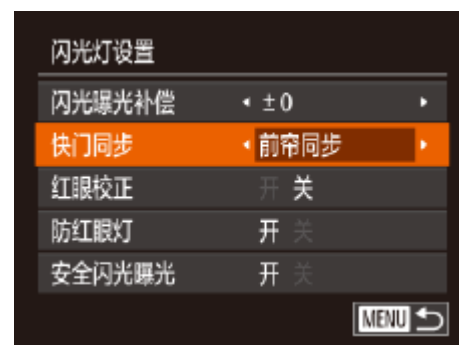 闪光灯设置
闪光曝光补偿 ±0
快门同步 前帘同步
红眼校正 开 关
防红眼灯 开 关
安全闪光曝光 开 关
MENU